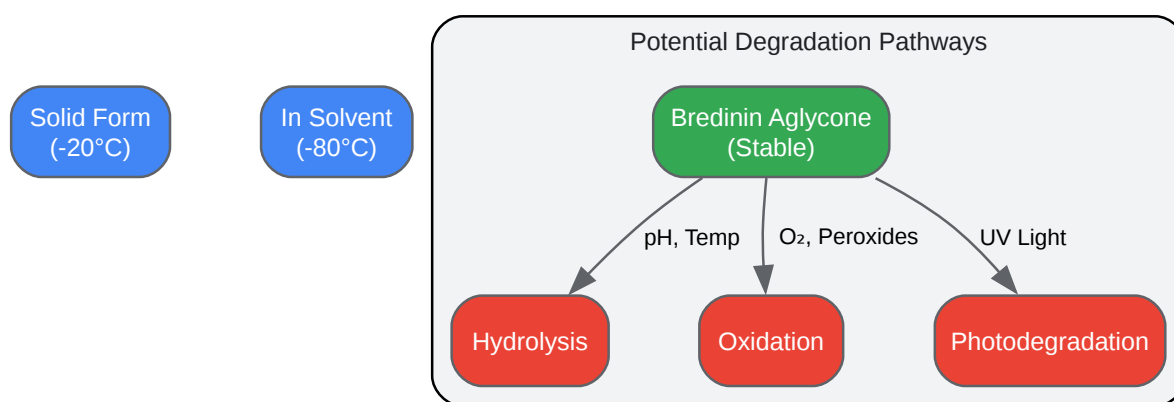 Potential Degradation Pathways
Solid Form
(-20°C)
In Solvent
(-80°C)
Bredinin Aglycone
(Stable)
pH, Temp
O₂, Peroxides
UV Light
Hydrolysis
Oxidation
Photodegradation